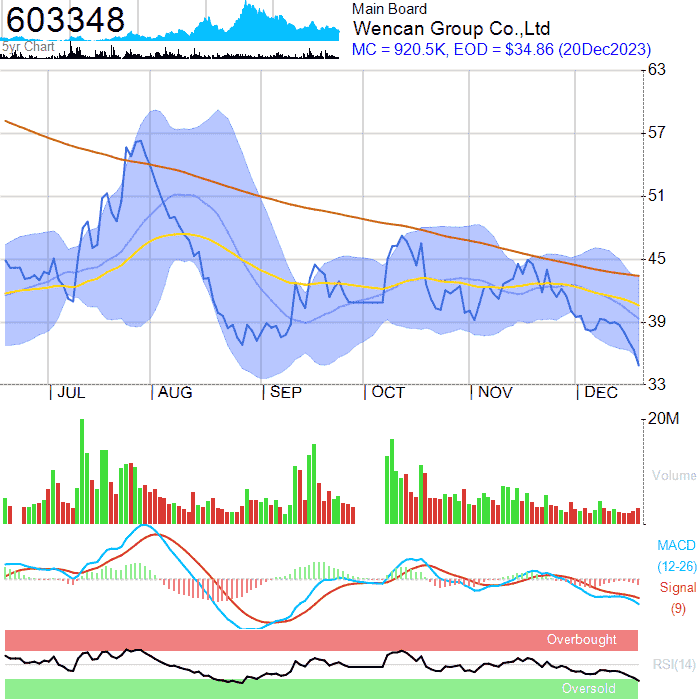 603348
5yr Chart
Main Board
Wencan Group Co.,Ltd
MC = 920.5K, EOD = $34.86 (20Dec2023)
63
57
51
45
39
33
JUL AUG SEP OCT NOV DEC
20M
Volume
MACD
(12-26)
Signal
(9)
Overbought
RSI(14)
Oversold